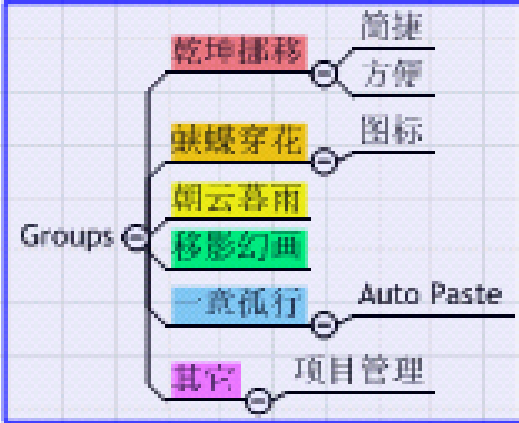 简捷
乾坤挪移
方便
图标
蛱蝶穿花
朝云暮雨
Groups
移影幻画
一意孤行
Auto Paste
其它
项目管理